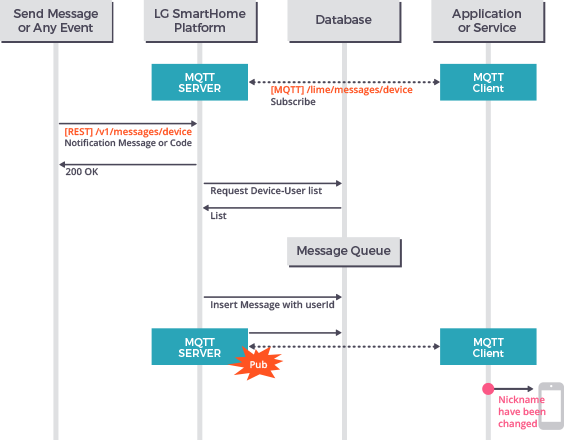 Send Message
or Any Event
LG SmartHome
Platform
Database
Application
or Service
MQTT
SERVER
[MQTT] /lime/messages/device
Subscribe
MQTT
Client
[REST] /v1/messages/device
Notification Message or Code
200 OK
Request Device-User list
List
Message Queue
Insert Message with userId
MQTT
SERVER
Pub
MQTT
Client
Nickname
have been
changed